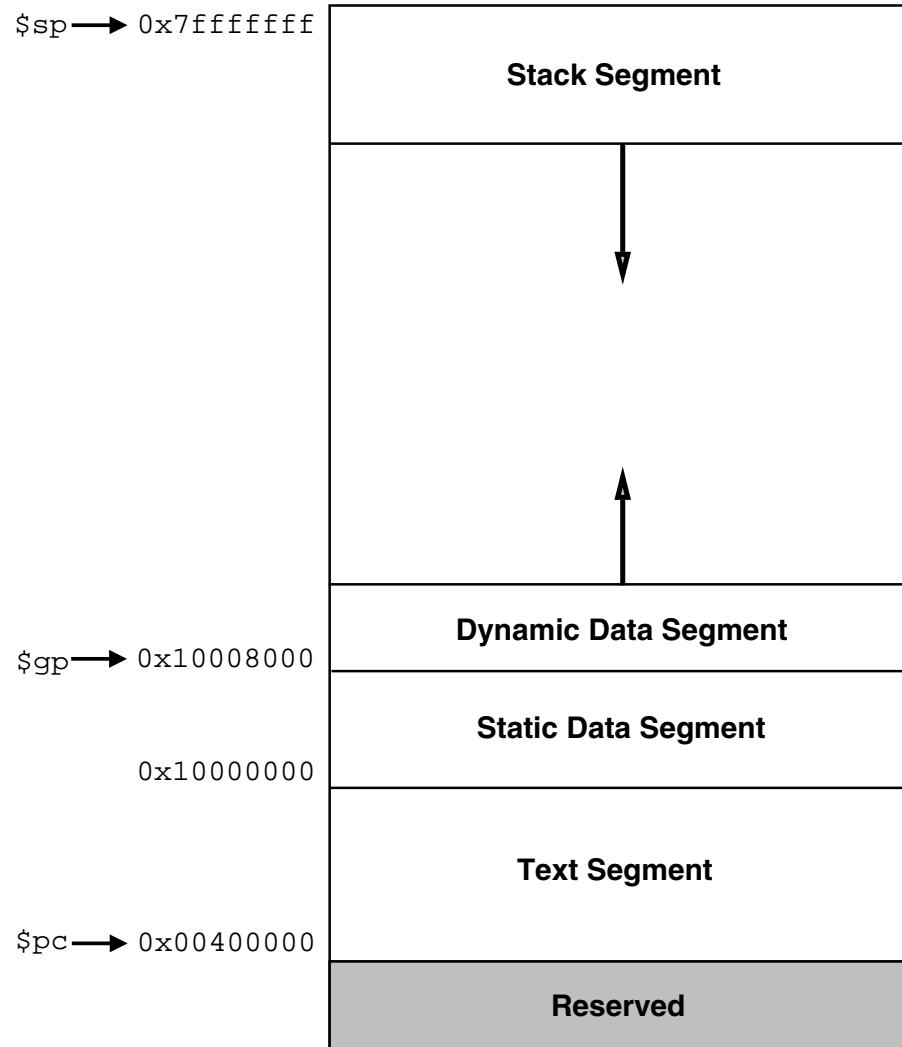 $sp 0x7fffffff
Stack Segment
Dynamic Data Segment
$gp 0x10008000
Static Data Segment
0x10000000
Text Segment
$pc 0x00400000
Reserved